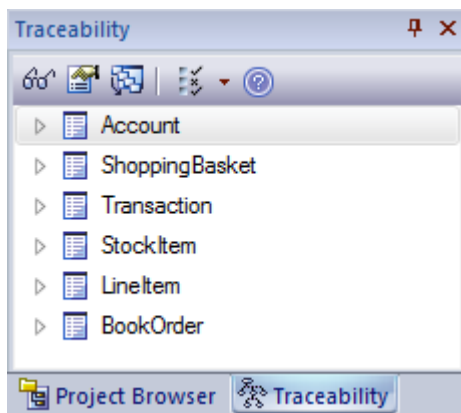 Traceability
Account
ShoppingBasket
Transaction
StockItem
LineItem
BookOrder
Project Browser Traceability